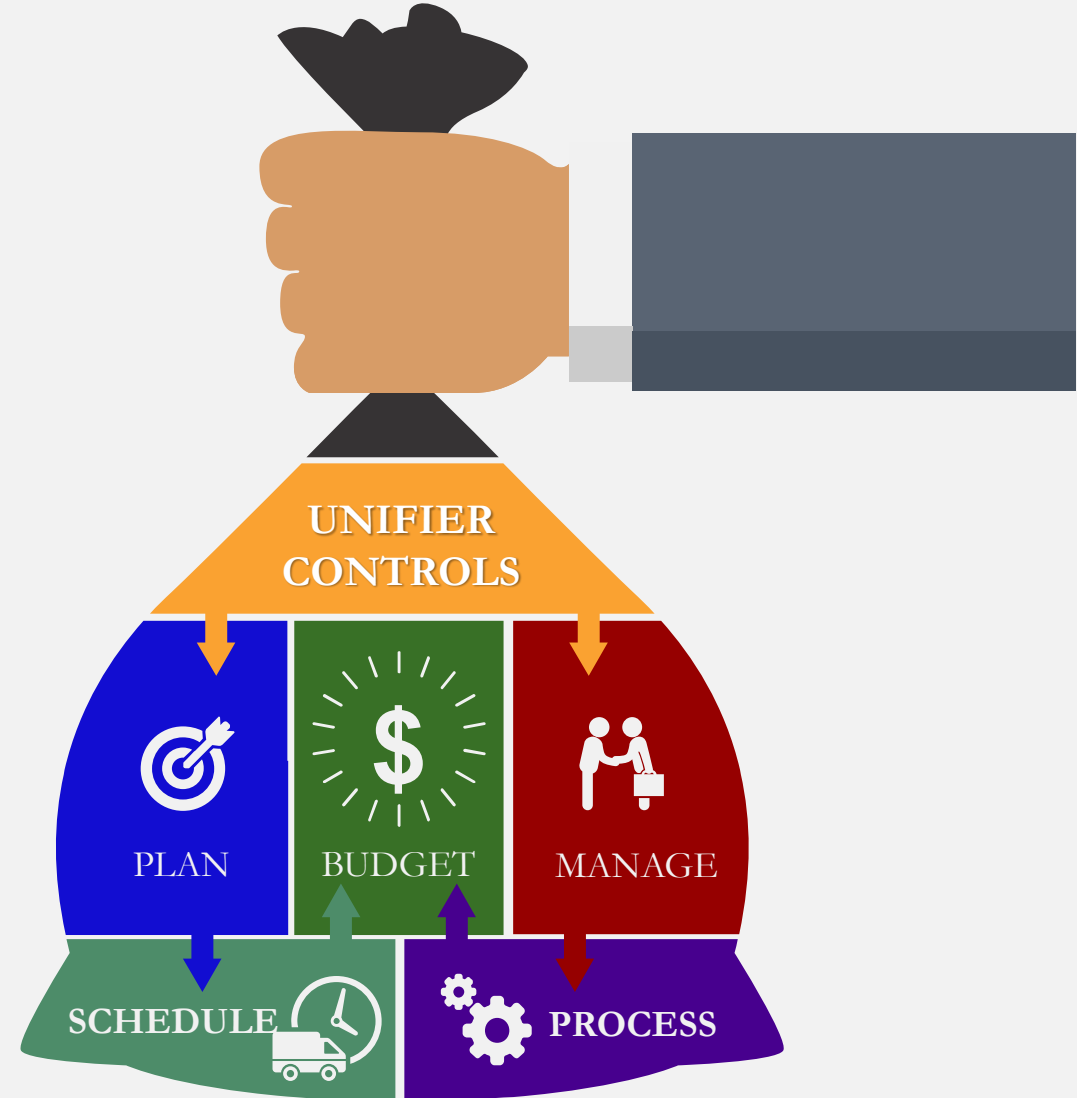 UNIFIER
CONTROLS
$
PLAN
BUDGET
MANAGE
SCHEDULE
PROCESS